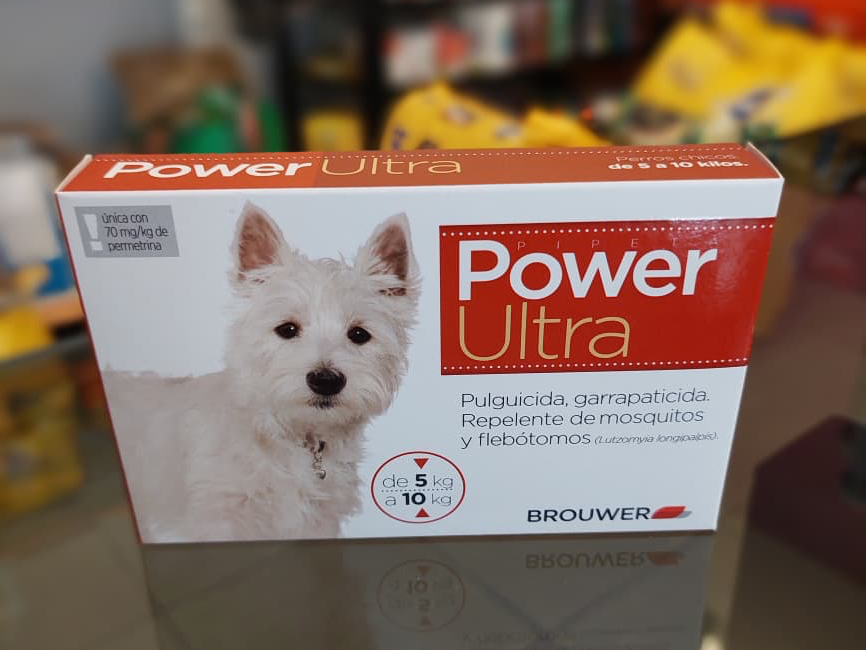 Power Ultra
Perros chicos
de 5 a 10 kilos.
! única con
70 mg/kg de
permetrina
PIPETA
Power
Ultra
Pulguicida, garrapaticida.
Repelente de mosquitos
y flebótomos (Lutzomyia longipalpis).
de 5 kg
a 10 kg
BROUWER